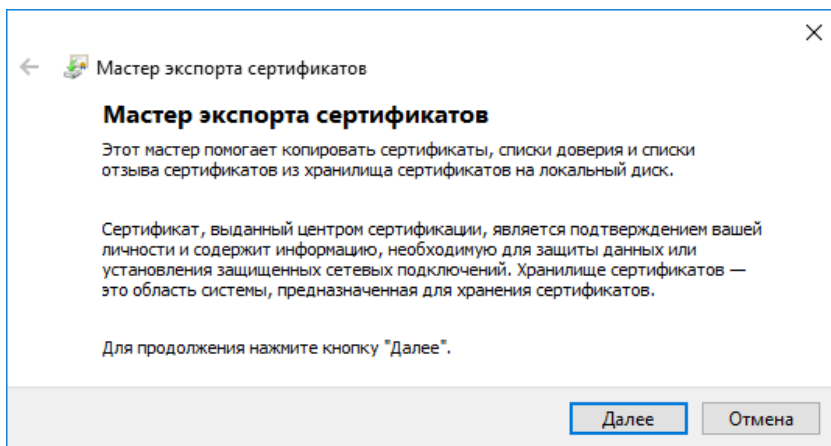 Мастер экспорта сертификатов
Мастер экспорта сертификатов
Этот мастер помогает копировать сертификаты, списки доверия и списки
отзыва сертификатов из хранилища сертификатов на локальный диск.
Сертификат, выданный центром сертификации, является подтверждением вашей
личности и содержит информацию, необходимую для защиты данных или
установления защищенных сетевых подключений. Хранилище сертификатов —
это область системы, предназначенная для хранения сертификатов.
Для продолжения нажмите кнопку "Далее".
Далее
Отмена